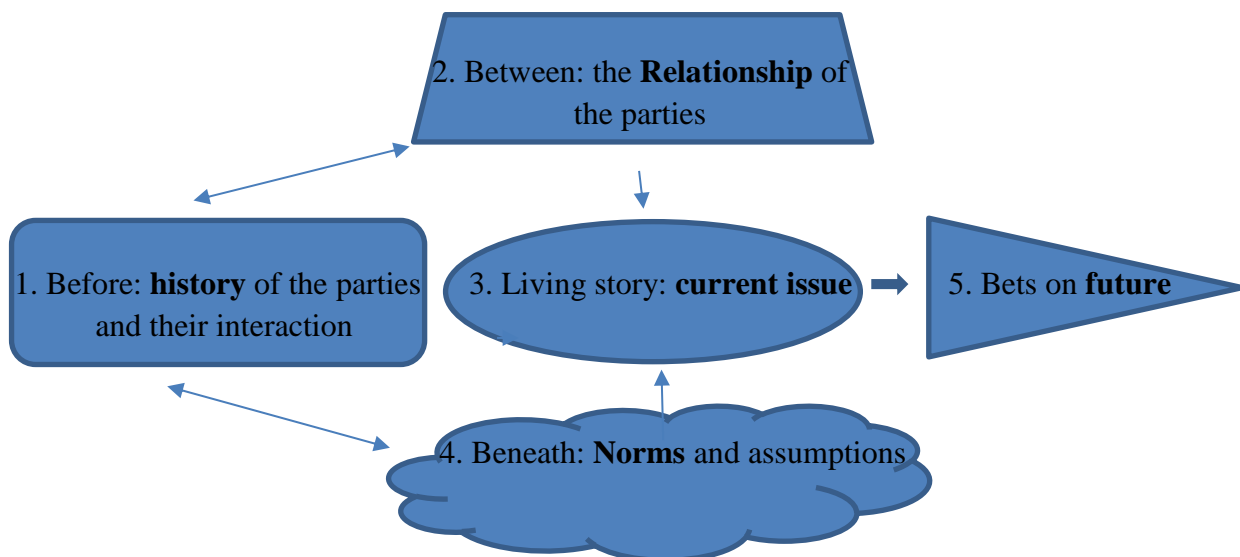 2. Between: the Relationship of
the parties
1. Before: history of the parties
and their interaction
3. Living story: current issue
5. Bets on future
4. Beneath: Norms and assumptions